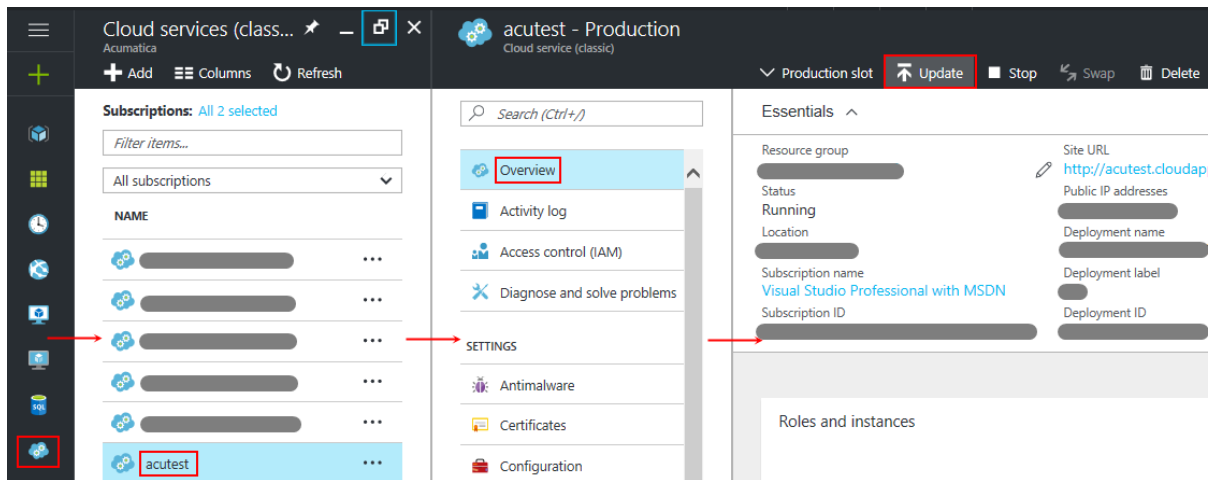 Cloud services (class...
Acumatica
Add
Columns
Refresh
Subscriptions: All 2 selected
Filter items...
All subscriptions
NAME
acutest
acutest - Production
Cloud service (classic)
Search (Ctrl+/)
Overview
Activity log
Access control (IAM)
Diagnose and solve problems
SETTINGS
Antimalware
Certificates
Configuration
Production slot
Update
Stop
Swap
Delete
Essentials
Resource group
Status
Running
Location
Subscription name
Visual Studio Professional with MSDN
Subscription ID
Site URL
http://acutest.cloudap
Public IP addresses
Deployment name
Deployment label
Deployment ID
Roles and instances
SQL